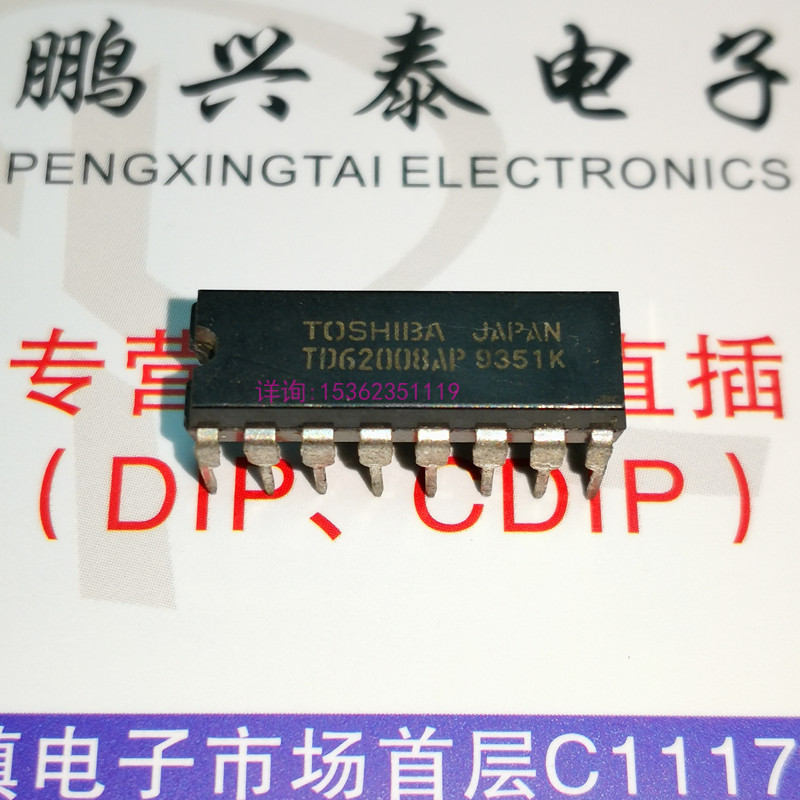 鹏兴泰电子
PENGXINGTAI ELECTRONICS
TOSHIBA JAPAN
TD62008AP 9351K
详询:15362351119
专营 直插
(DIP、CDIP)
电子市场首层C1117